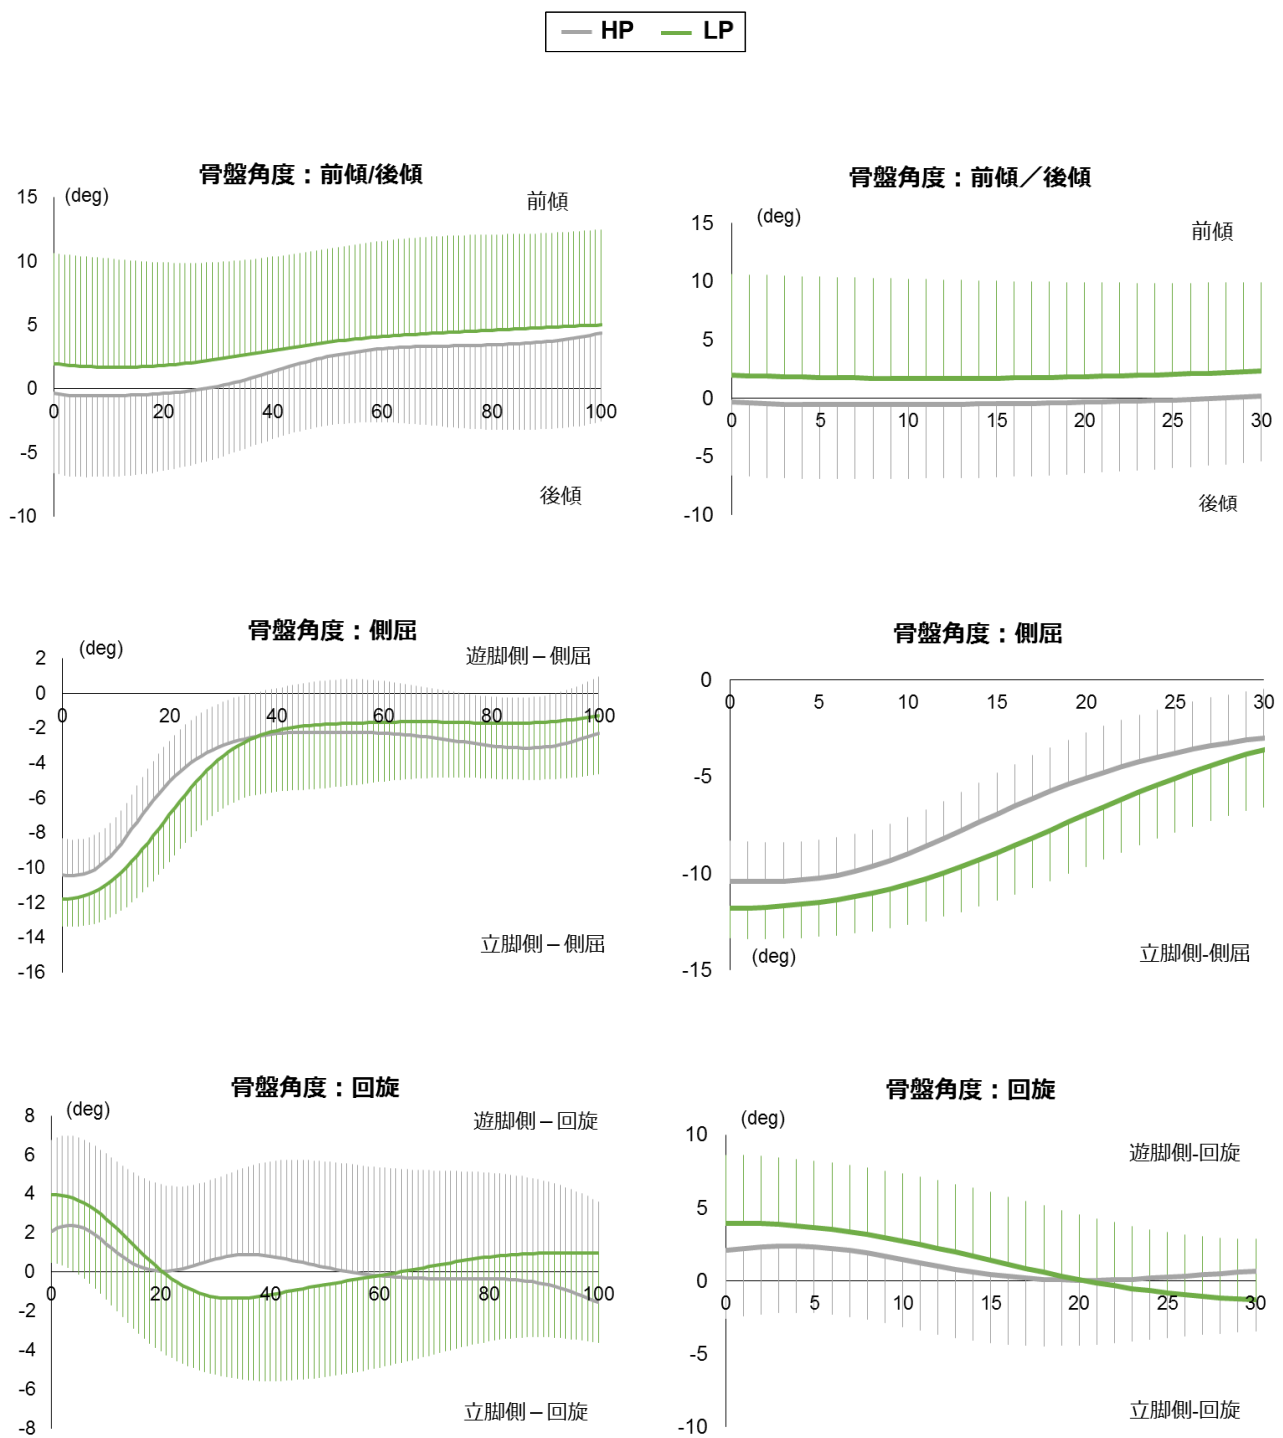 HP LP
骨盤角度：前傾/後傾
(deg)
前傾
15
10
5
0
-5
-10
0 20 40 60 80 100
後傾
骨盤角度：前傾／後傾
(deg)
前傾
15
10
5
0
-5
-10
0 5 10 15 20 25 30
後傾
骨盤角度：側屈
(deg)
遊脚側 – 側屈
2
0
-2
-4
-6
-8
-10
-12
-14
-16
0 20 40 60 80 100
立脚側 – 側屈
骨盤角度：側屈
0
-5
-10
-15
0 5 10 15 20 25 30
(deg)
立脚側-側屈
骨盤角度：回旋
(deg)
遊脚側 – 回旋
8
6
4
2
0
-2
-4
-6
-8
0 20 40 60 80 100
立脚側 – 回旋
骨盤角度：回旋
(deg)
遊脚側-回旋
10
5
0
-5
-10
0 5 10 15 20 25 30
立脚側-回旋